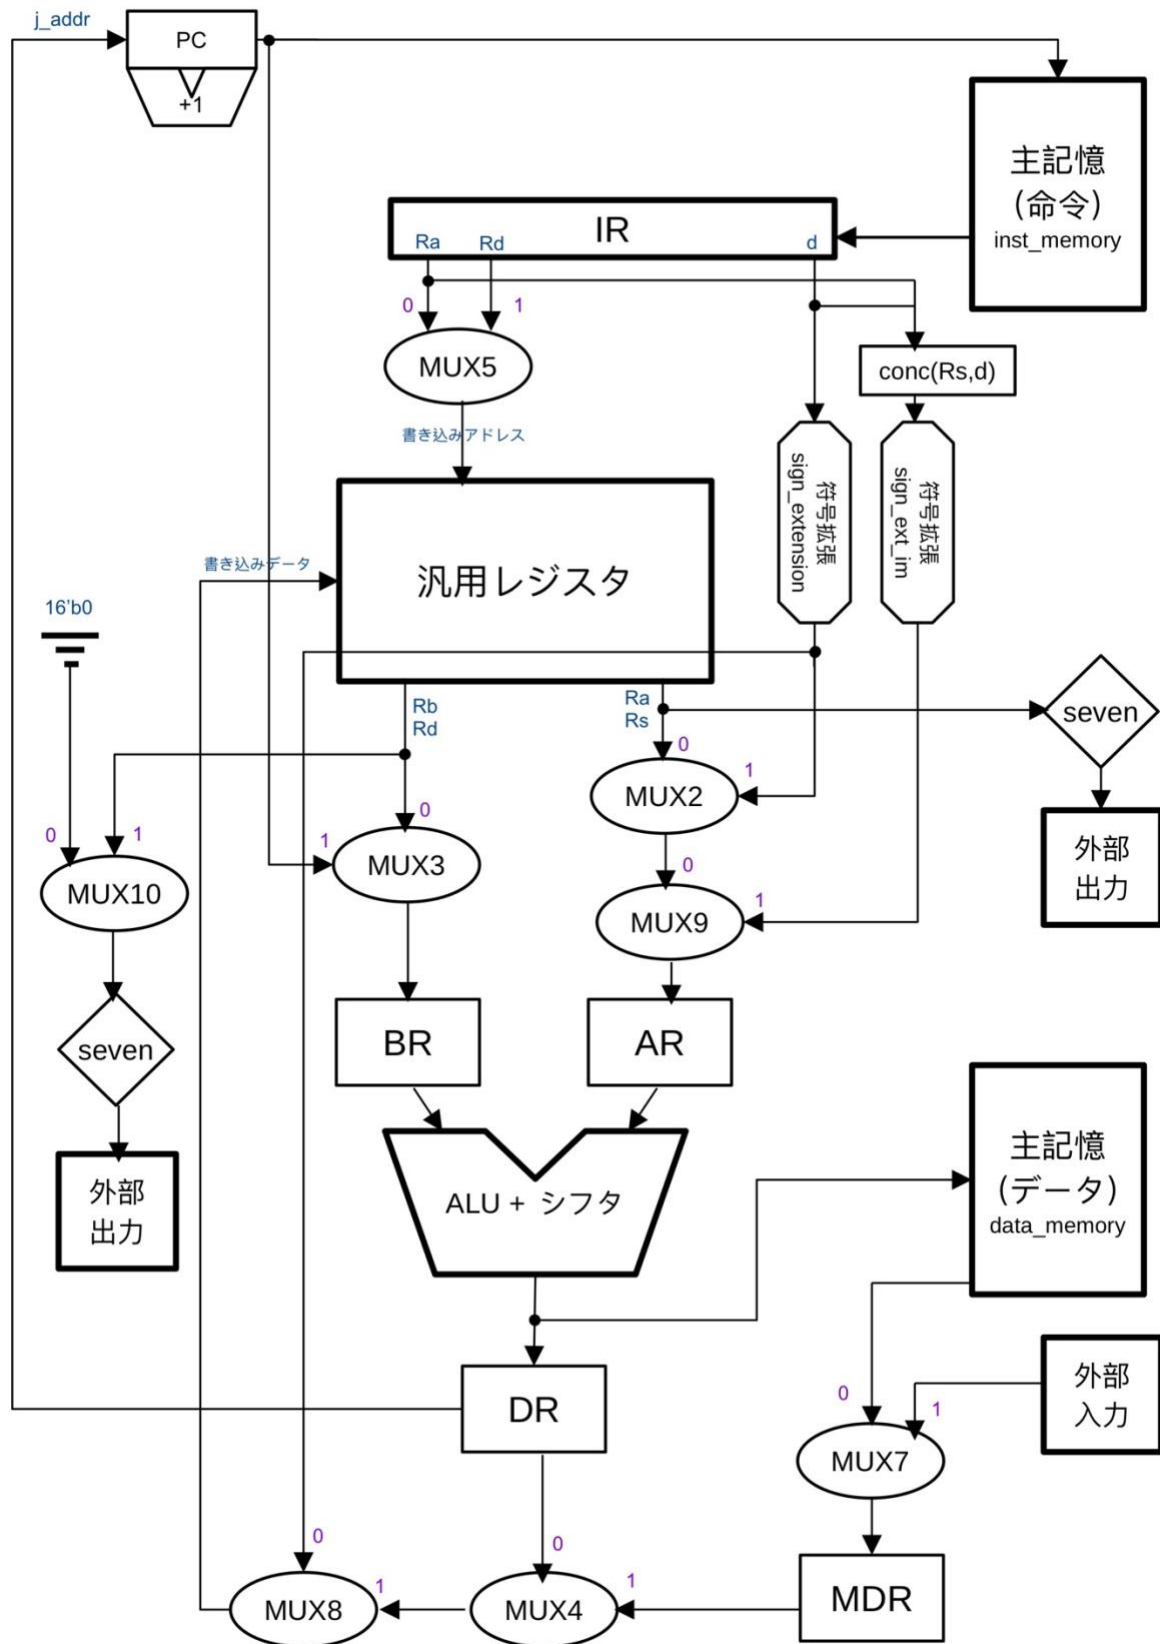 j_addr
PC
+1
主記憶
(命令)
inst_memory
IR
Ra
Rd
d
0
1
MUX5
conc(Rs,d)
書き込みアドレス
符号拡張
sign_extension
符号拡張
sign_ext_im
書き込みデータ
汎用レジスタ
16'b0
Rb
Rd
Ra
Rs
seven
0
1
MUX2
0
1
MUX3
0
1
MUX10
0
1
MUX9
外部
出力
BR
AR
seven
外部
出力
ALU + シフタ
主記憶
(データ)
data_memory
DR
外部
入力
0
1
MUX7
0
1
MUX8
0
1
MUX4
MDR